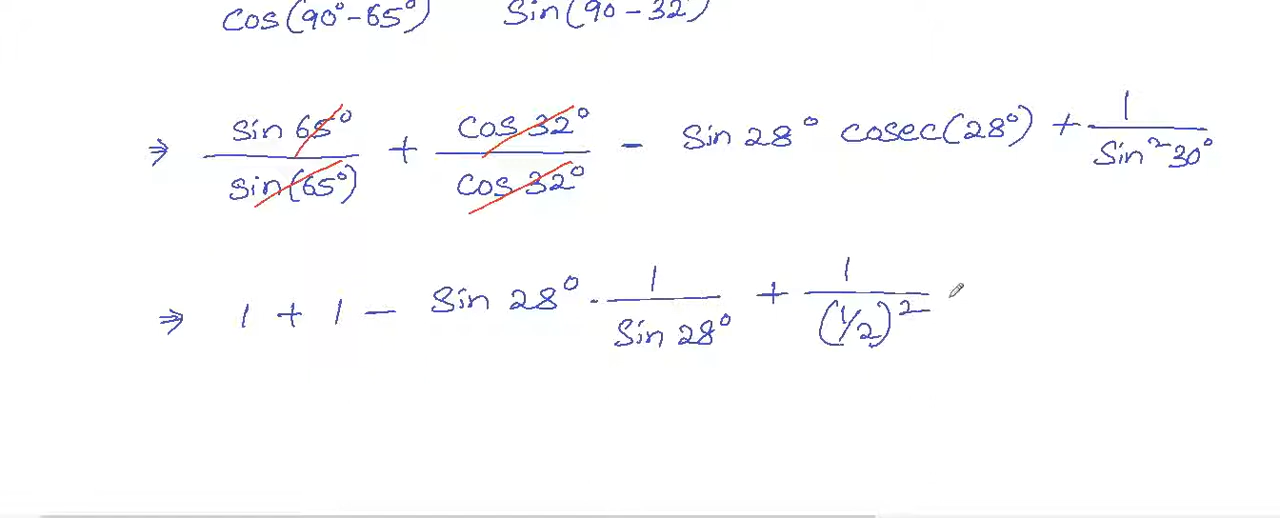 cos(90°-65°) Sin(90-32)
⇒ sin 65° / sin(65°) + cos 32° / cos 32° - sin 28° cosec(28°) + 1 / Sin²30°
⇒ 1 + 1 - sin 28° · 1 / sin 28° + 1 / (1/2)²